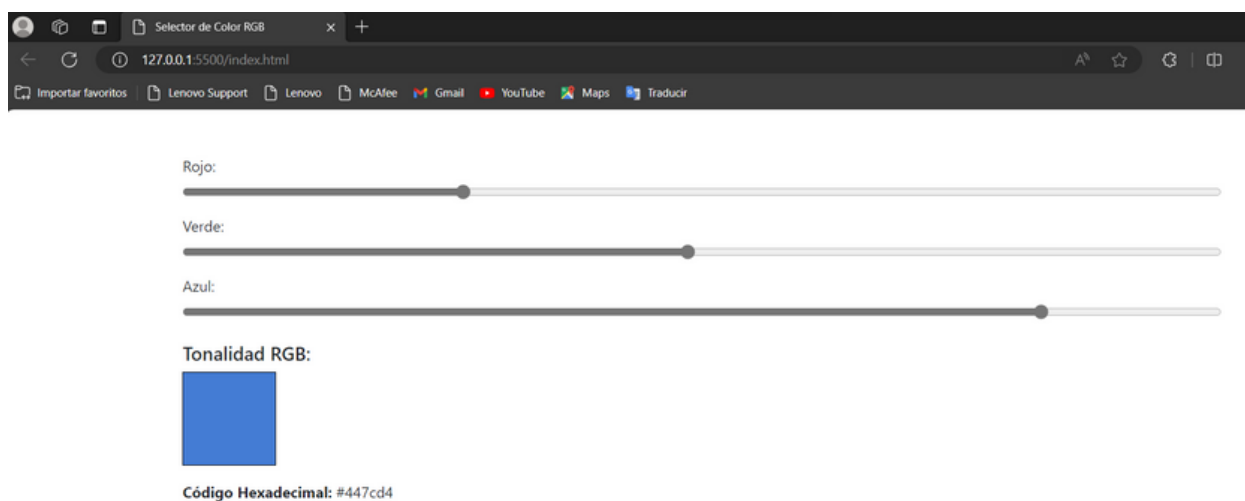 Selector de Color RGB
127.0.0.1:5500/index.html
Importar favoritos Lenovo Support Lenovo McAfee Gmail YouTube Maps Traducir
Rojo:
Verde:
Azul:
Tonalidad RGB:
Código Hexadecimal: #447cd4